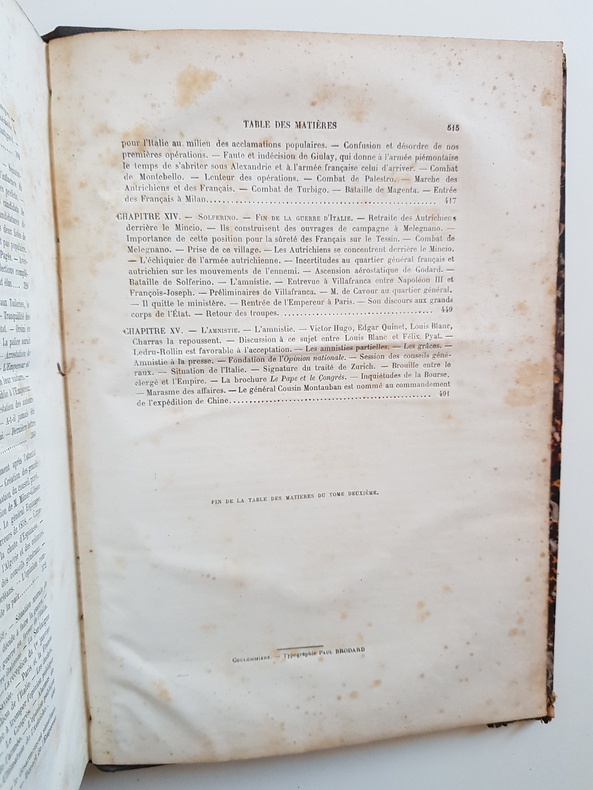 TABLE DES MATIÈRES 515
pour l'Italie au milieu des acclamations populaires. — Confusion et désordre de nos
premières opérations. — Faute et indécision de Giulay, qui donne à l'armée piémontaise
le temps de s'abriter sous Alexandrie et à l'armée française celui d'arriver. — Combat
de Montebello. — Lenteur des opérations. — Combat de Palestro. — Marche des
Autrichiens et des Français. — Combat de Turbigo. — Bataille de Magenta. — Entrée
des Français à Milan. 417
CHAPITRE XIV. — SOLFERINO. — FIN DE LA GUERRE D'ITALIE. — Retraite des Autrichiens
derrière le Mincio. — Ils construisent des ouvrages de campagne à Melegnano. —
Importance de cette position pour la sûreté des Français sur le Tessin. — Combat de
Melegnano. — Prise de ce village. — Les Autrichiens se concentrent derrière le Mincio.
— L'échiquier de l'armée autrichienne. — Incertitudes au quartier général français et
autrichien sur les mouvements de l'ennemi. — Ascension aérostatique de Godard. —
Bataille de Solferino. — L'amnistie. — Entrevue à Villafranca entre Napoléon III et
François-Joseph. — Préliminaires de Villafranca. — M. de Cavour au quartier général.
— Il quitte le ministère. — Rentrée de l'Empereur à Paris. — Son discours aux grands
corps de l'État. — Retour des troupes. 449
CHAPITRE XV. — L'AMNISTIE. — L'amnistie. — Victor Hugo, Edgar Quinet, Louis Blanc,
Charras la repoussent. — Discussion à ce sujet entre Louis Blanc et Félix Pyat. —
Ledru-Rollin est favorable à l'acceptation. — Les amnisties partielles. — Les grâces. —
Amnistie à la presse. — Fondation de l'Opinion nationale. — Session des conseils géné-
raux. — Situation de l'Italie. — Signature du traité de Zurich. — Brouille entre le
clergé et l'Empire. — La brochure Le Pape et le Congrès. — Inquiétudes de la Bourse.
— Marasme des affaires. — Le général Cousin Montauban est nommé au commandement
de l'expédition de Chine. 491
FIN DE LA TABLE DES MATIÈRES DU TOME DEUXIÈME.
COULOMMIERS. — Typographie PAUL BRODARD